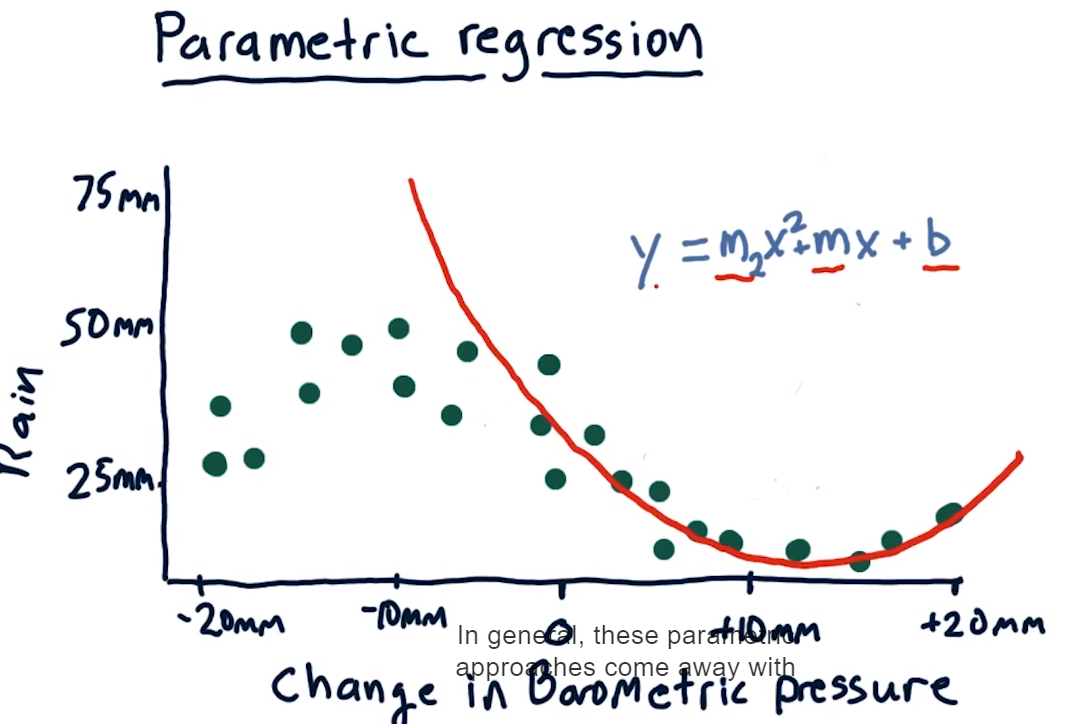 Parametric regression
75mm
y = m₂x²+mx + b
50mm
Rain
25mm
-20mm -10mm 0 +10mm +20mm
In general, these parametric
approaches come away with
Change in Barometric pressure